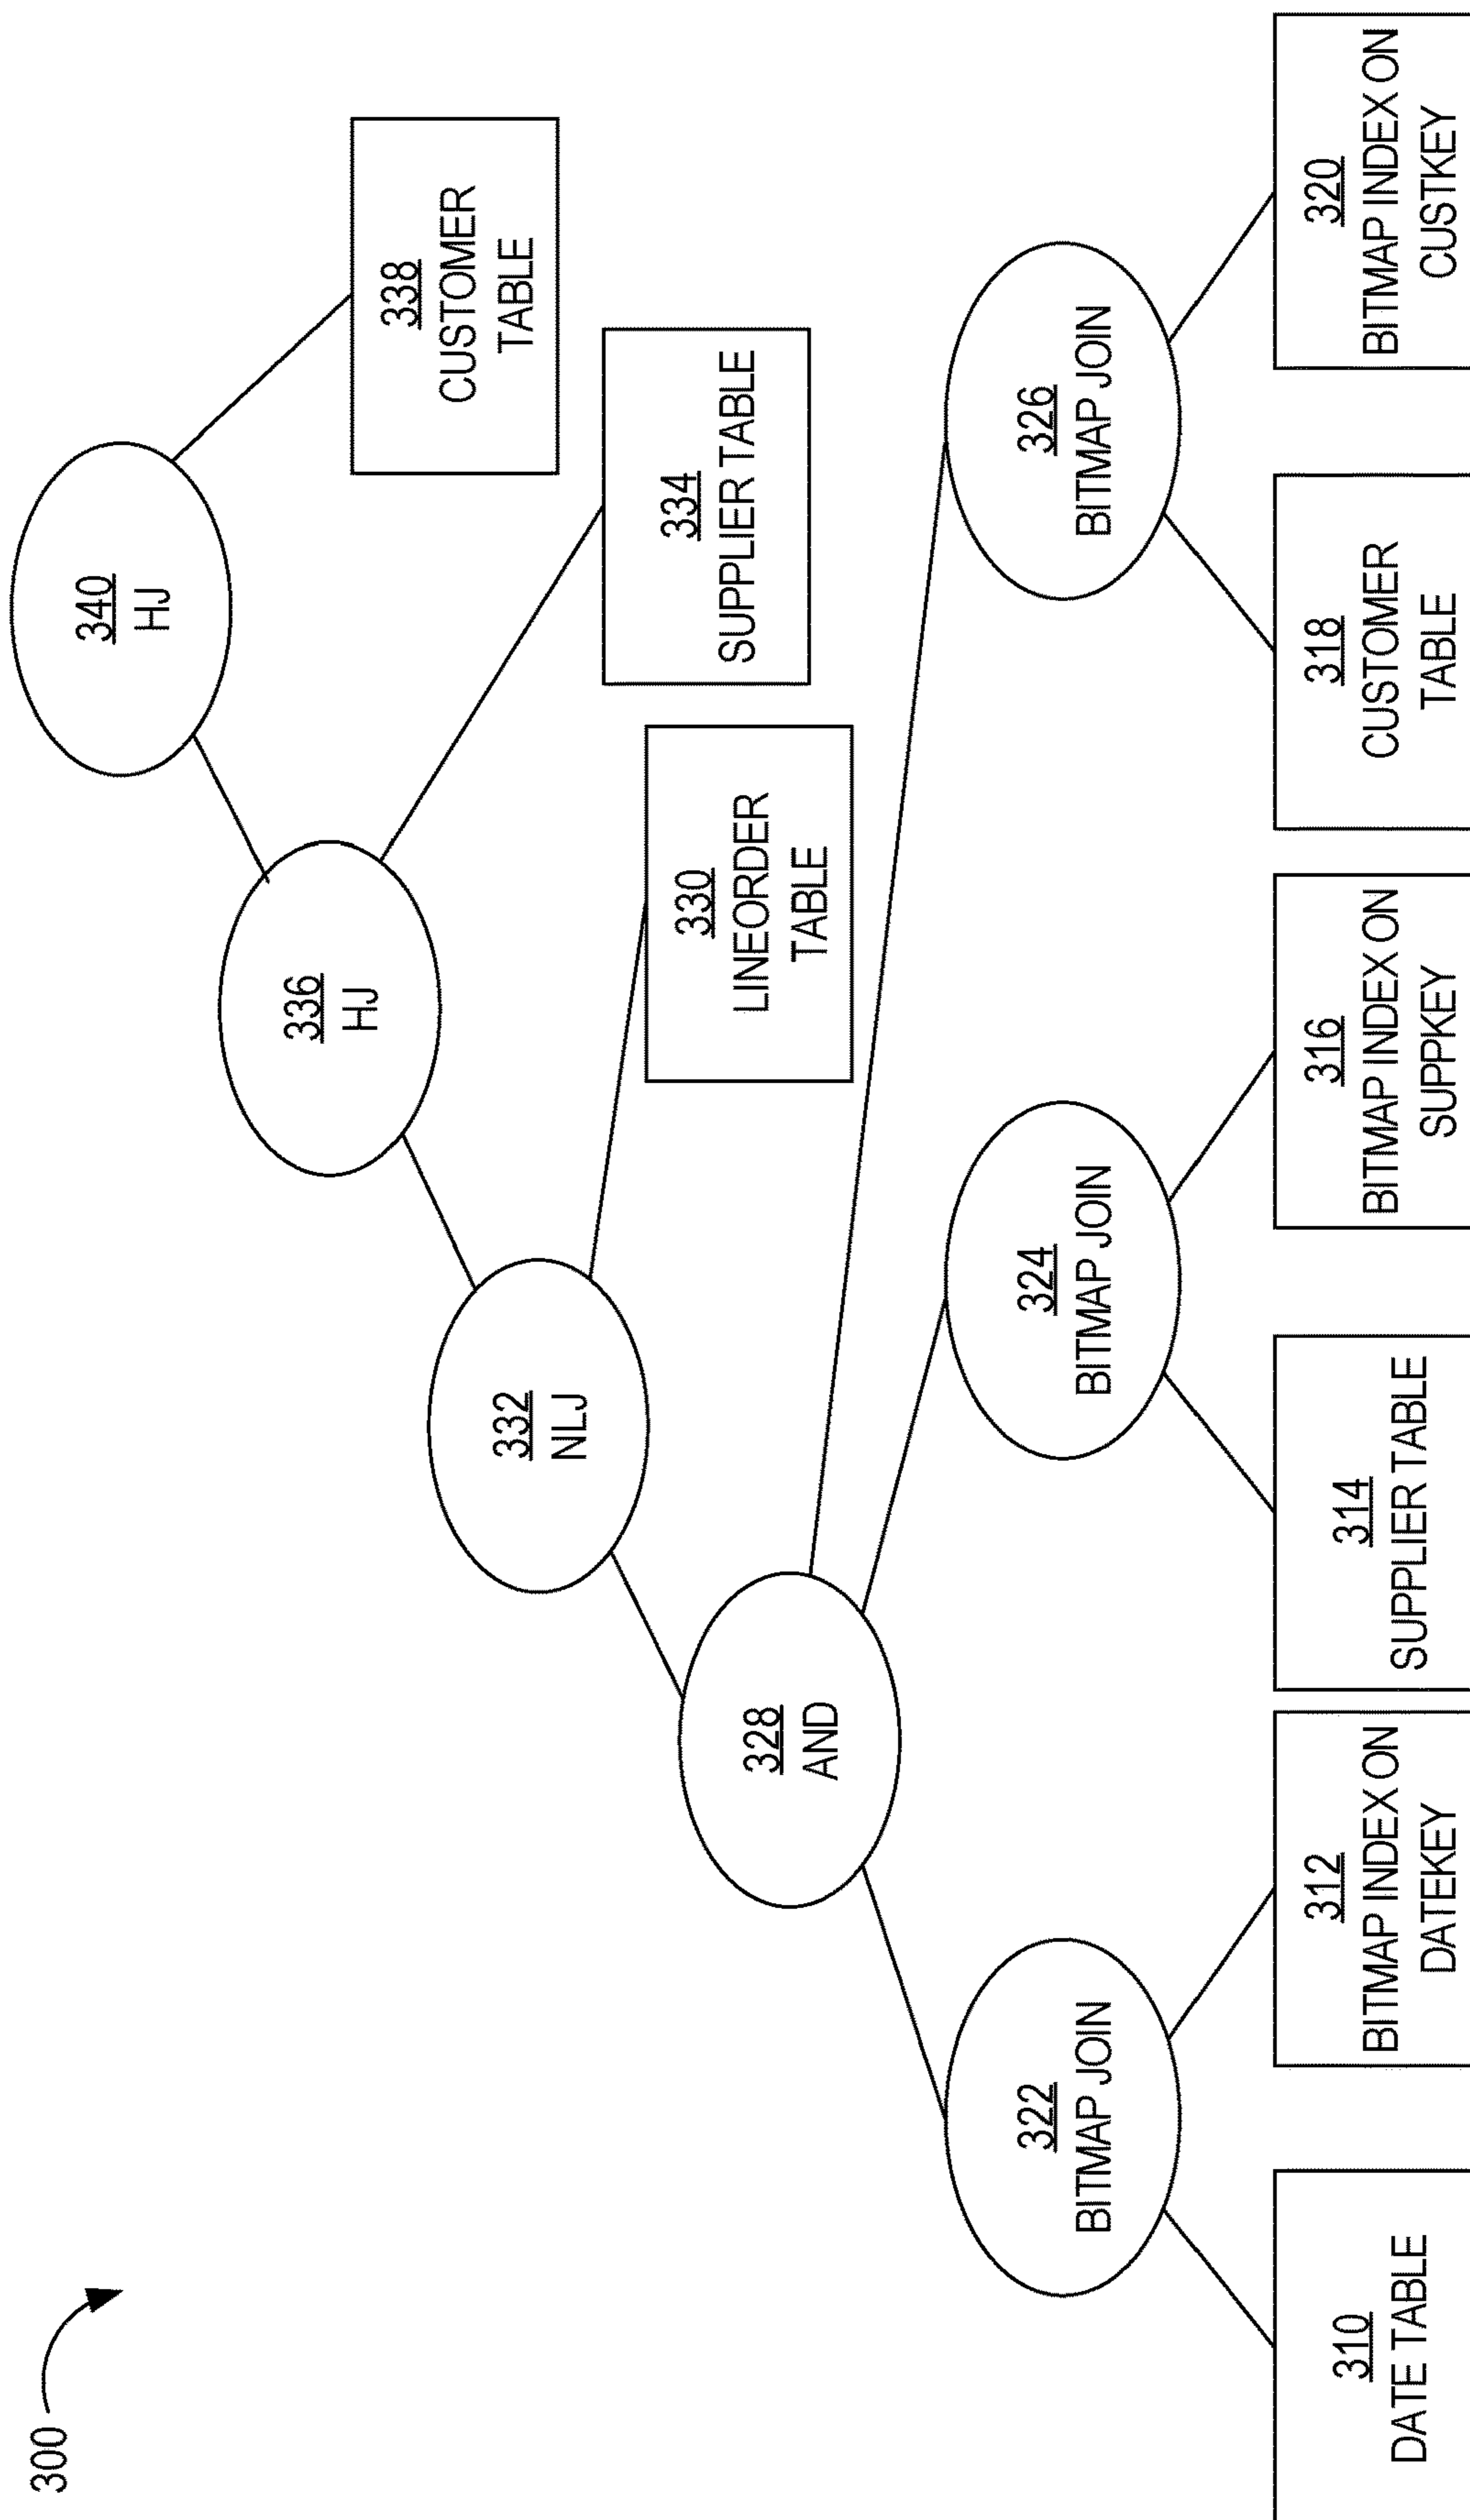 300
340
HJ
338
CUSTOMER
TABLE
336
HJ
334
SUPPLIER TABLE
332
NLJ
330
LINEORDER
TABLE
328
AND
322
BITMAP JOIN
324
BITMAP JOIN
326
BITMAP JOIN
310
DATE TABLE
312
BITMAP INDEX ON
DATEKEY
314
SUPPLIER TABLE
316
BITMAP INDEX ON
SUPPKEY
318
CUSTOMER
TABLE
320
BITMAP INDEX ON
CUSTKEY